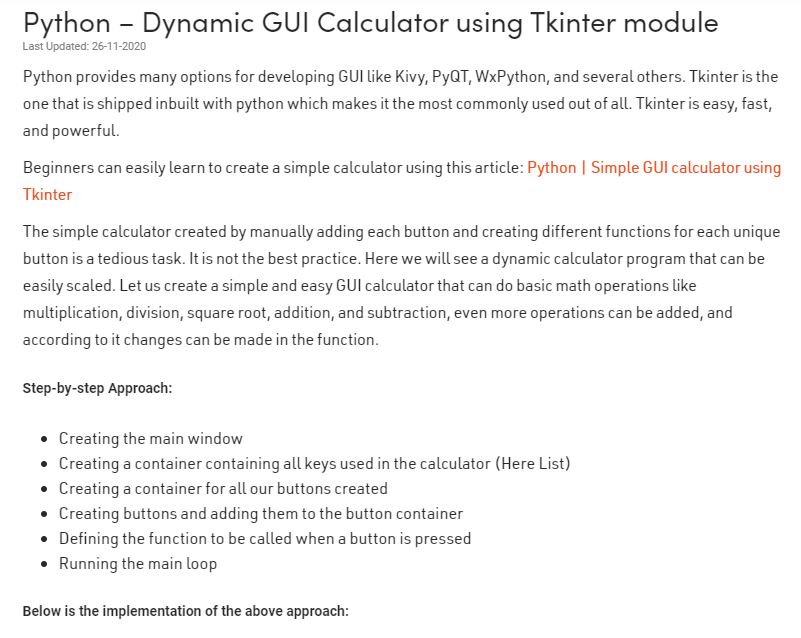 Python – Dynamic GUI Calculator using Tkinter module
Last Updated: 26-11-2020
Python provides many options for developing GUI like Kivy, PyQT, WxPython, and several others. Tkinter is the
one that is shipped inbuilt with python which makes it the most commonly used out of all. Tkinter is easy, fast,
and powerful.
Beginners can easily learn to create a simple calculator using this article: Python | Simple GUI calculator using
Tkinter
The simple calculator created by manually adding each button and creating different functions for each unique
button is a tedious task. It is not the best practice. Here we will see a dynamic calculator program that can be
easily scaled. Let us create a simple and easy GUI calculator that can do basic math operations like
multiplication, division, square root, addition, and subtraction, even more operations can be added, and
according to it changes can be made in the function.
Step-by-step Approach:
• Creating the main window
• Creating a container containing all keys used in the calculator (Here List)
• Creating a container for all our buttons created
• Creating buttons and adding them to the button container
• Defining the function to be called when a button is pressed
• Running the main loop
Below is the implementation of the above approach: